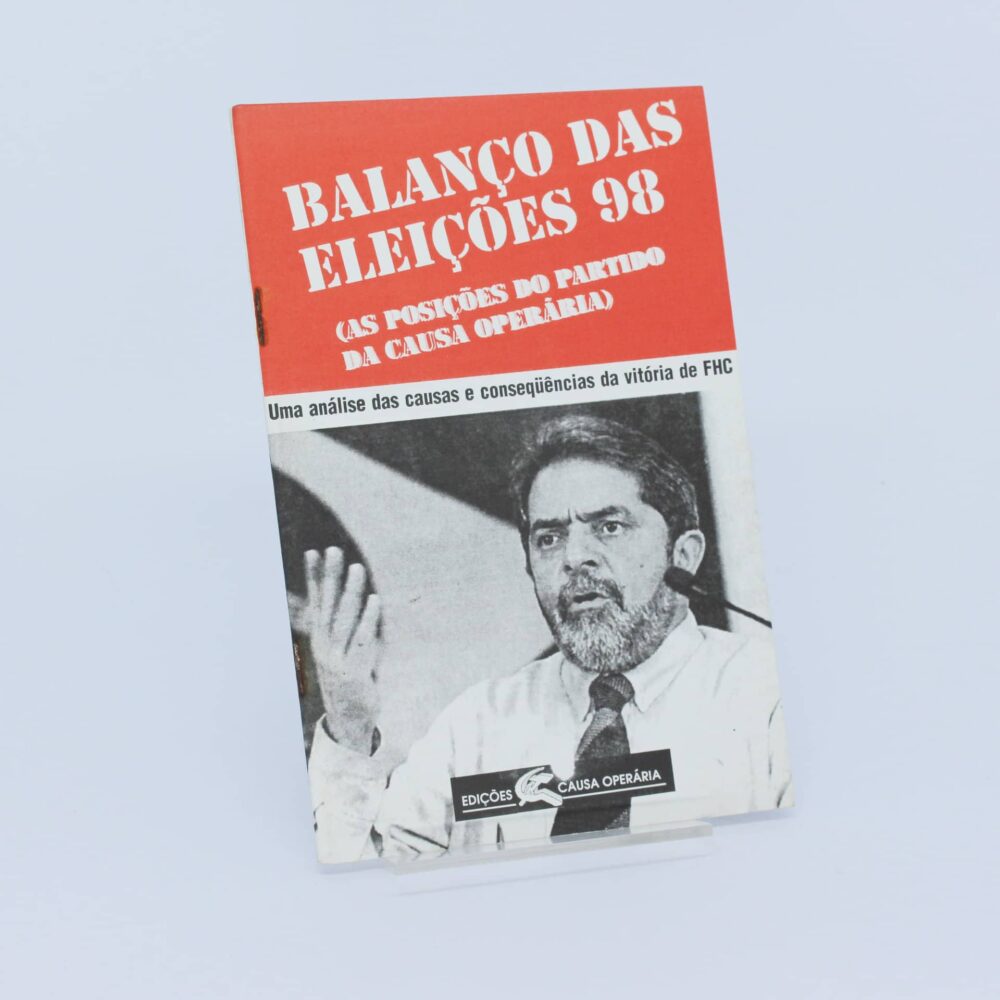 BALANÇO DAS
ELEIÇÕES 98
(AS POSIÇÕES DO PARTIDO
DA CAUSA OPERÁRIA)
Uma análise das causas e conseqüências da vitória de FHC
EDIÇÕES CAUSA OPERÁRIA